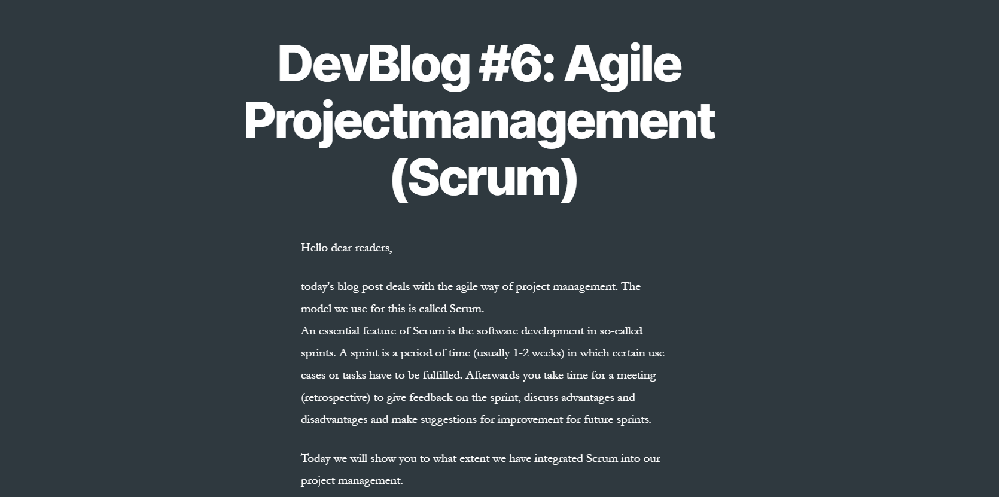 DevBlog #6: Agile
Projectmanagement
(Scrum)
Hello dear readers,
today's blog post deals with the agile way of project management. The
model we use for this is called Scrum.
An essential feature of Scrum is the software development in so-called
sprints. A sprint is a period of time (usually 1-2 weeks) in which certain use
cases or tasks have to be fulfilled. Afterwards you take time for a meeting
(retrospective) to give feedback on the sprint, discuss advantages and
disadvantages and make suggestions for improvement for future sprints.
Today we will show you to what extent we have integrated Scrum into our
project management.